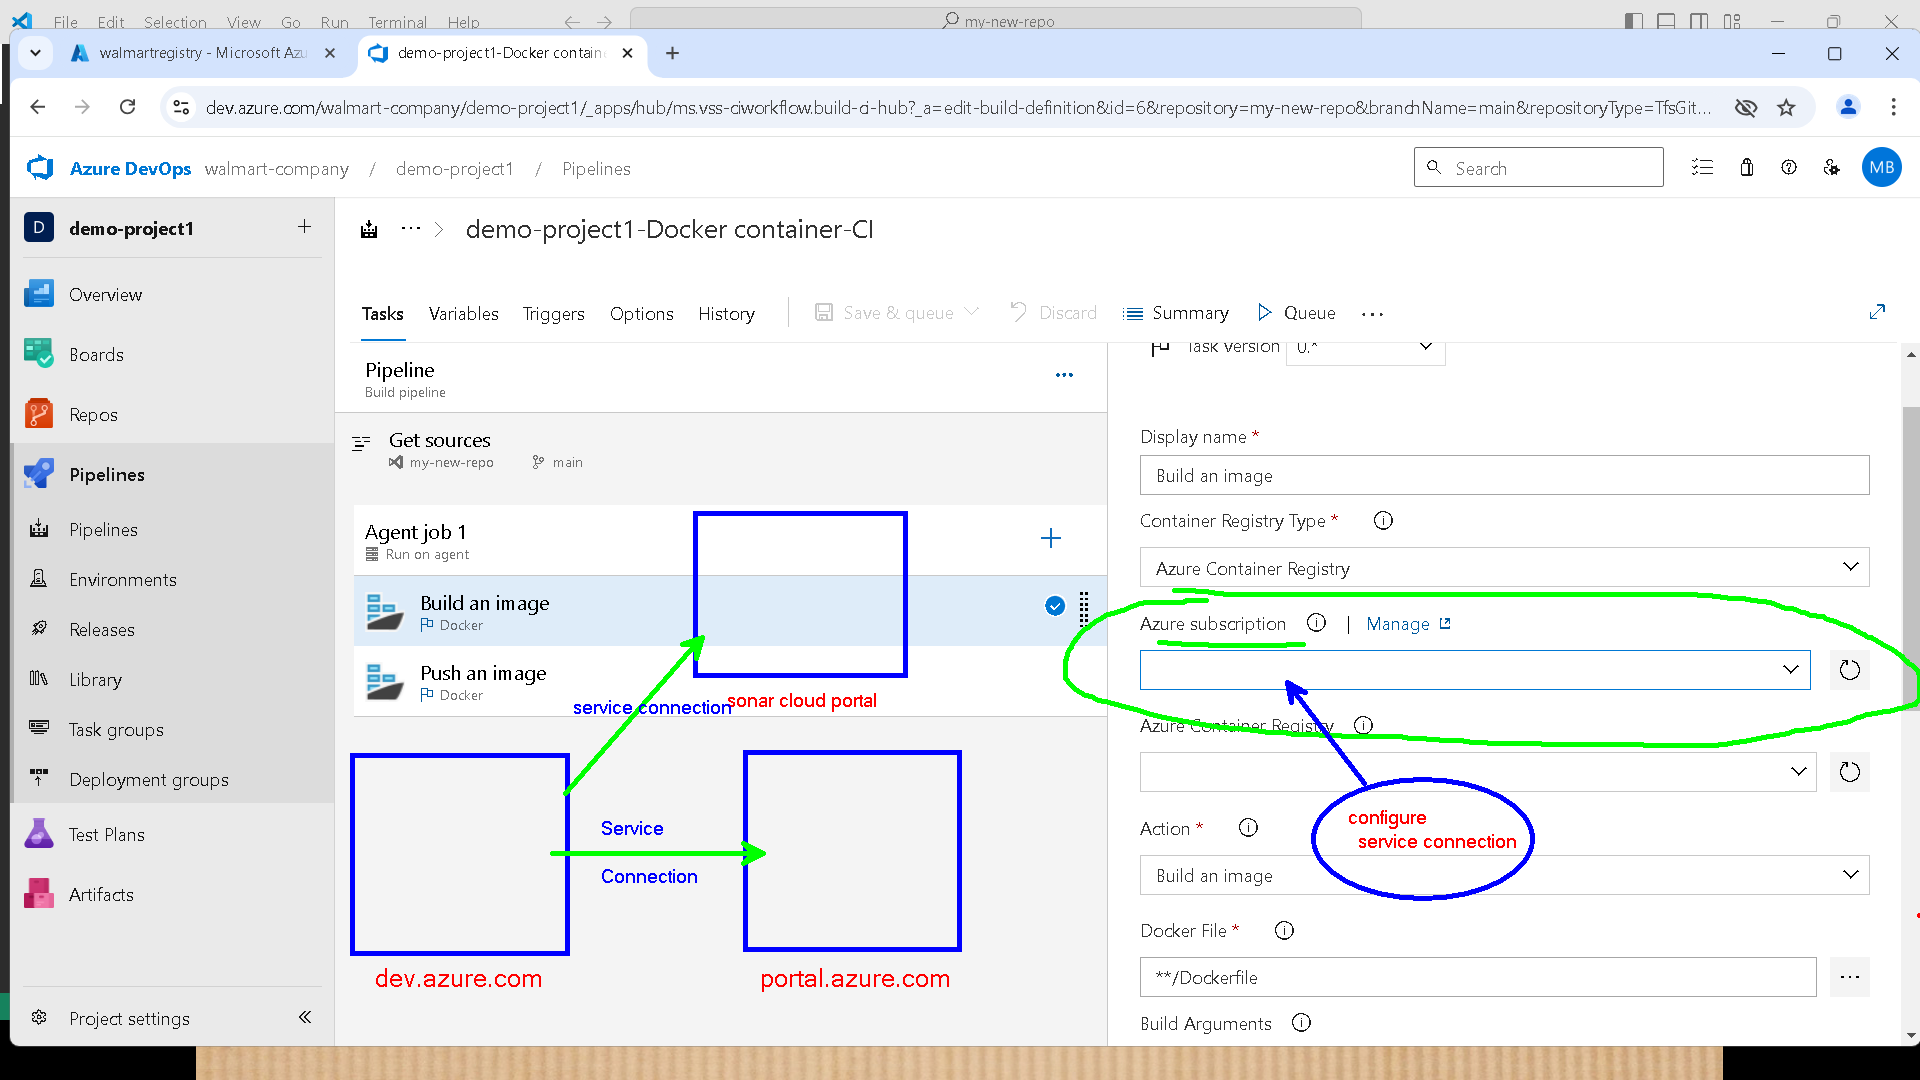 File Edit Selection View Go Run Terminal Help
my-new-repo
walmartregistry - Microsoft Azu
demo-project1-Docker contain
dev.azure.com/walmart-company/demo-project1/_apps/hub/ms.vss-ciworkflow.build-ci-hub?_a=edit-build-definition&id=6&repository=my-new-repo&branchName=main&repositoryType=TfsGit...
Azure DevOps walmart-company / demo-project1 / Pipelines
Search
MB
D demo-project1
Overview
Boards
Repos
Pipelines
Pipelines
Environments
Releases
Library
Task groups
Deployment groups
Test Plans
Artifacts
Project settings
demo-project1-Docker container-CI
Tasks Variables Triggers Options History Save & queue Discard Summary Queue
Pipeline
Build pipeline
Get sources
my-new-repo main
Agent job 1
Run on agent
Build an image
Docker
Push an image
Docker
service connection
sonar cloud portal
Service
Connection
dev.azure.com
portal.azure.com
Task version 0.*
Display name *
Build an image
Container Registry Type *
Azure Container Registry
Azure subscription | Manage
Azure Container Registry
configure
service connection
Action *
Build an image
Docker File *
**/Dockerfile
Build Arguments